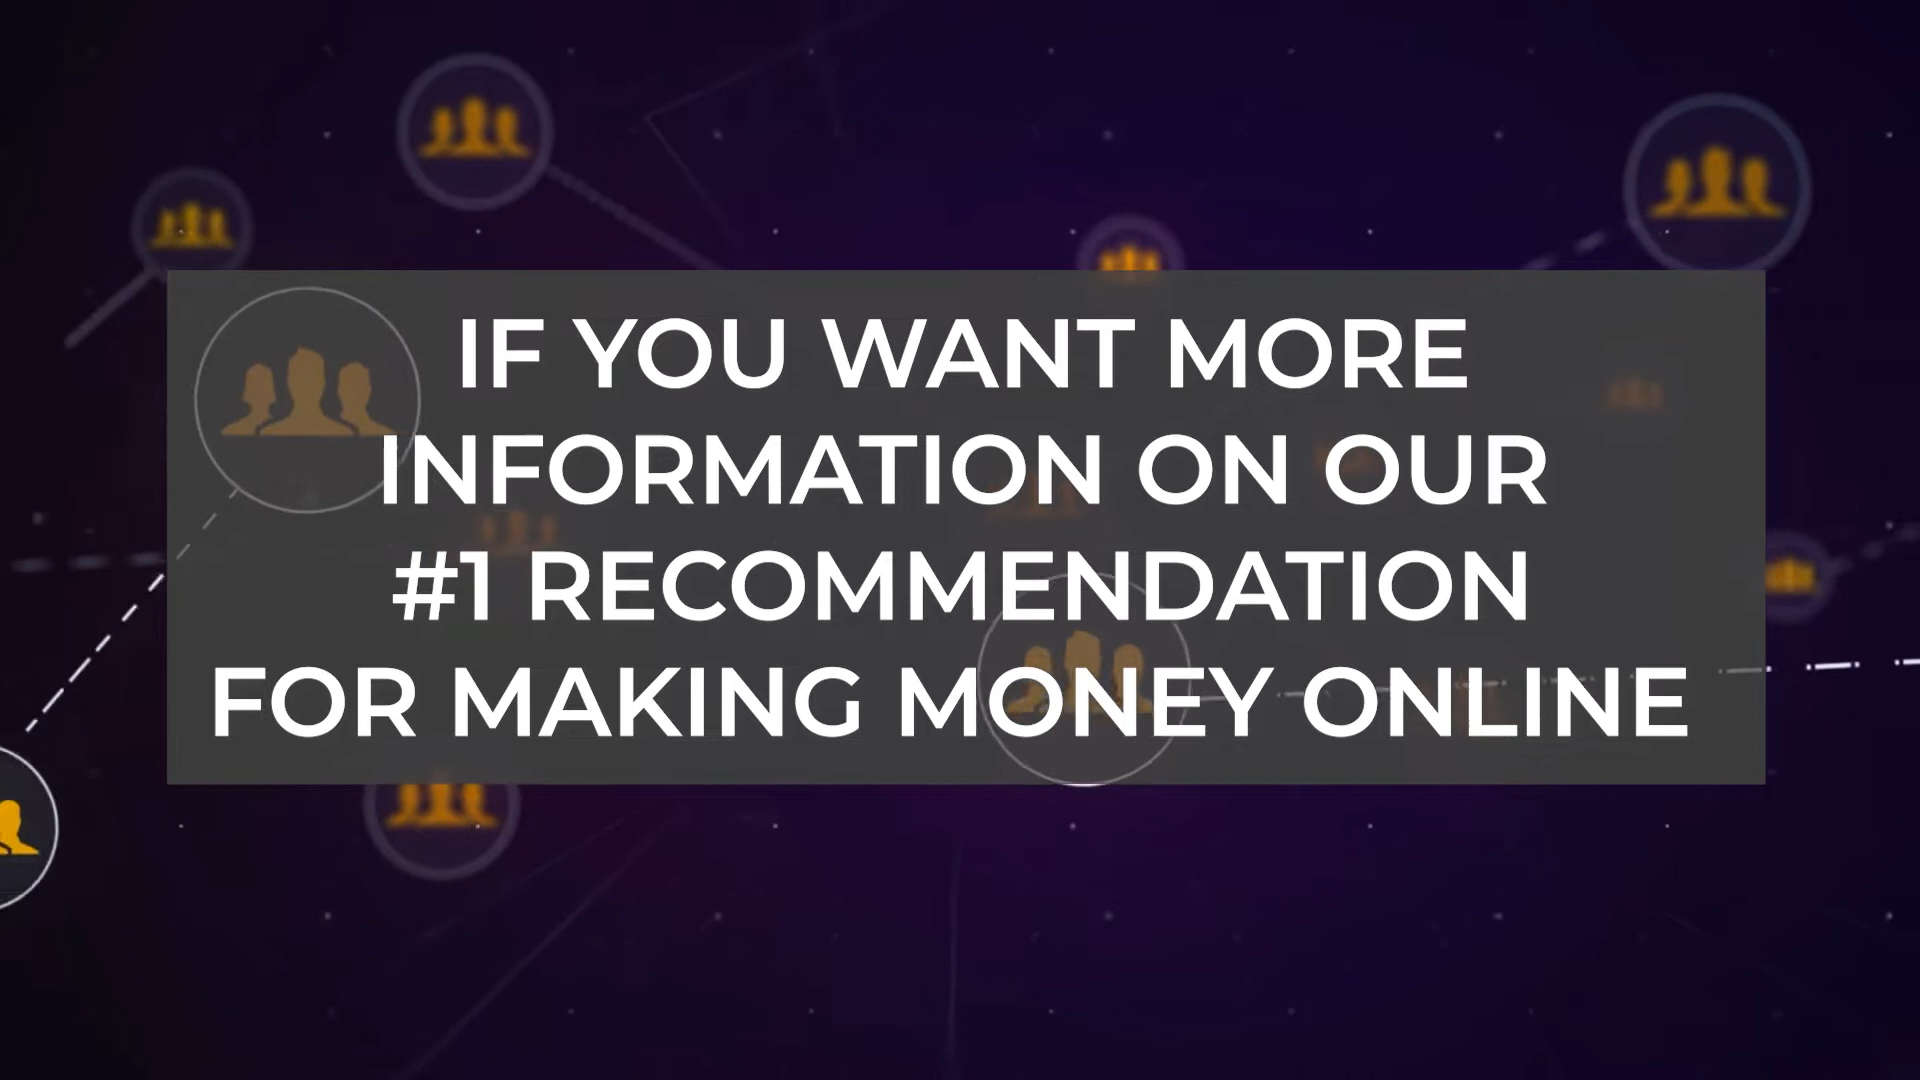 IF YOU WANT MORE
INFORMATION ON OUR
#1 RECOMMENDATION
FOR MAKING MONEY ONLINE